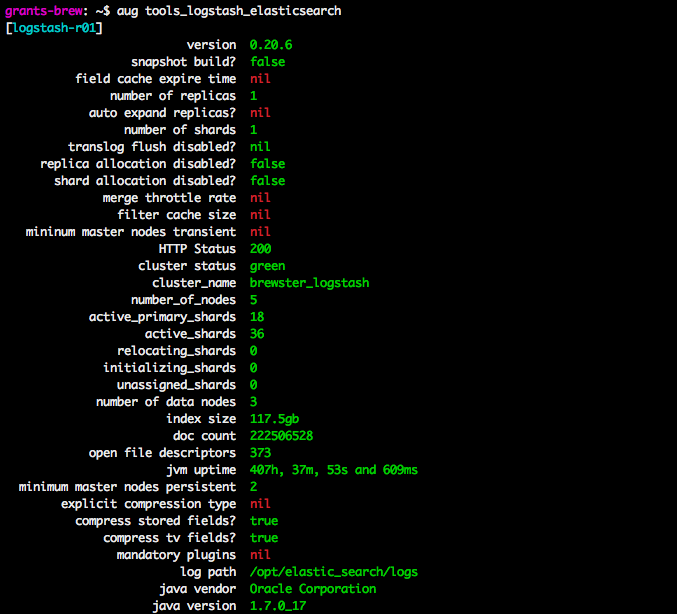 grants-brew: ~$ aug tools_logstash_elasticsearch
[logstash-r01]
version 0.20.6
snapshot build? false
field cache expire time nil
number of replicas 1
auto expand replicas? nil
number of shards 1
translog flush disabled? nil
replica allocation disabled? false
shard allocation disabled? false
merge throttle rate nil
filter cache size nil
mininum master nodes transient nil
HTTP Status 200
cluster status green
cluster_name brewster_logstash
number_of_nodes 5
active_primary_shards 18
active_shards 36
relocating_shards 0
initializing_shards 0
unassigned_shards 0
number of data nodes 3
index size 117.5gb
doc count 222506528
open file descriptors 373
jvm uptime 407h, 37m, 53s and 609ms
minimum master nodes persistent 2
explicit compression type nil
compress stored fields? true
compress tv fields? true
mandatory plugins nil
log path /opt/elastic_search/logs
java vendor Oracle Corporation
java version 1.7.0_17